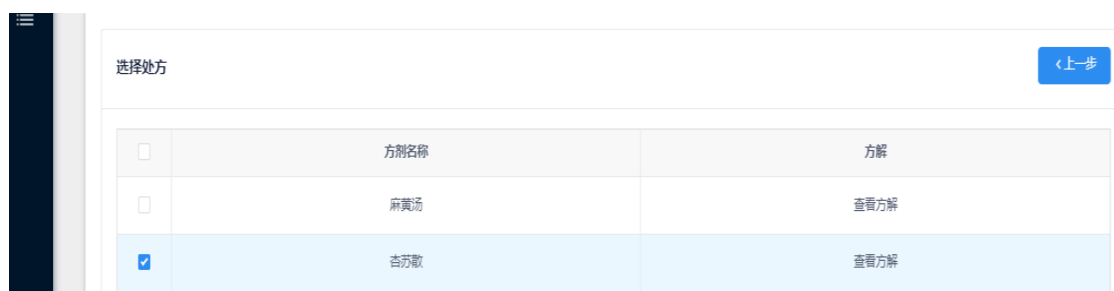 选择处方
< 上一步
方剂名称 方解
麻黄汤 查看方解
杏苏散 查看方解